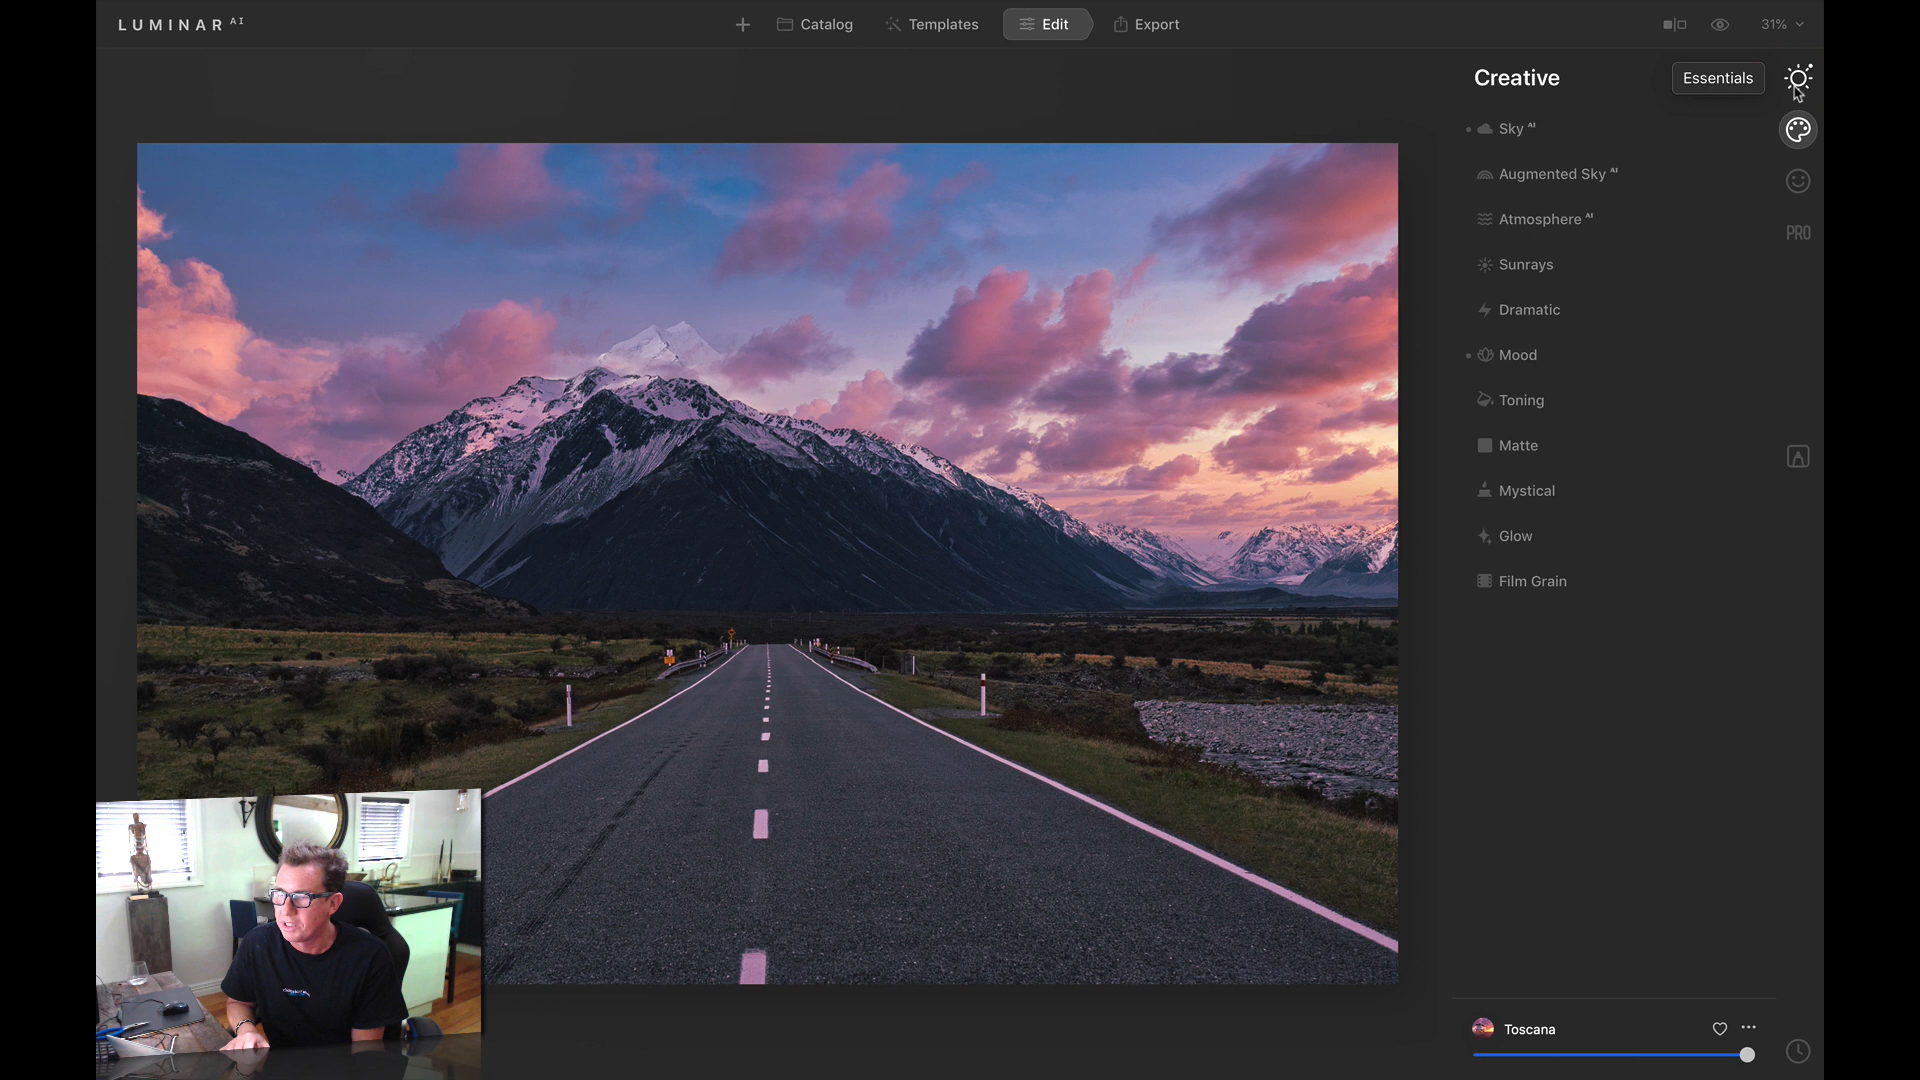 LUMINAR AI
Catalog
Templates
Edit
Export
31%
Creative
Essentials
Sky AI
Augmented Sky AI
Atmosphere AI
Sunrays
Dramatic
Mood
Toning
Matte
Mystical
Glow
Film Grain
PRO
Toscana